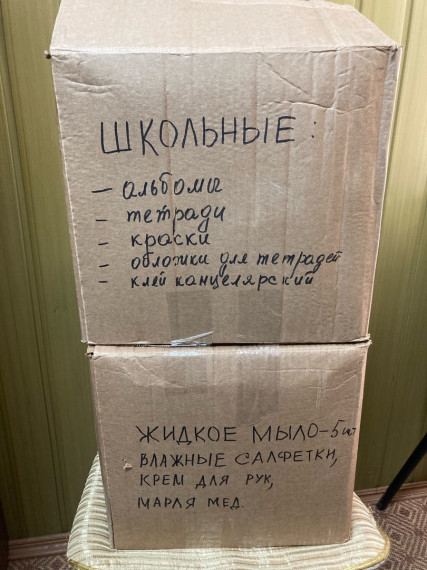 ШКОЛЬНЫЕ:
- альбомы
- тетради
- краски
- обложки для тетрадей
- клей канцелярский
ЖИДКОЕ МЫЛО-5шт
ВЛАЖНЫЕ САЛФЕТКИ,
КРЕМ ДЛЯ РУК,
МАРЛЯ МЕД.